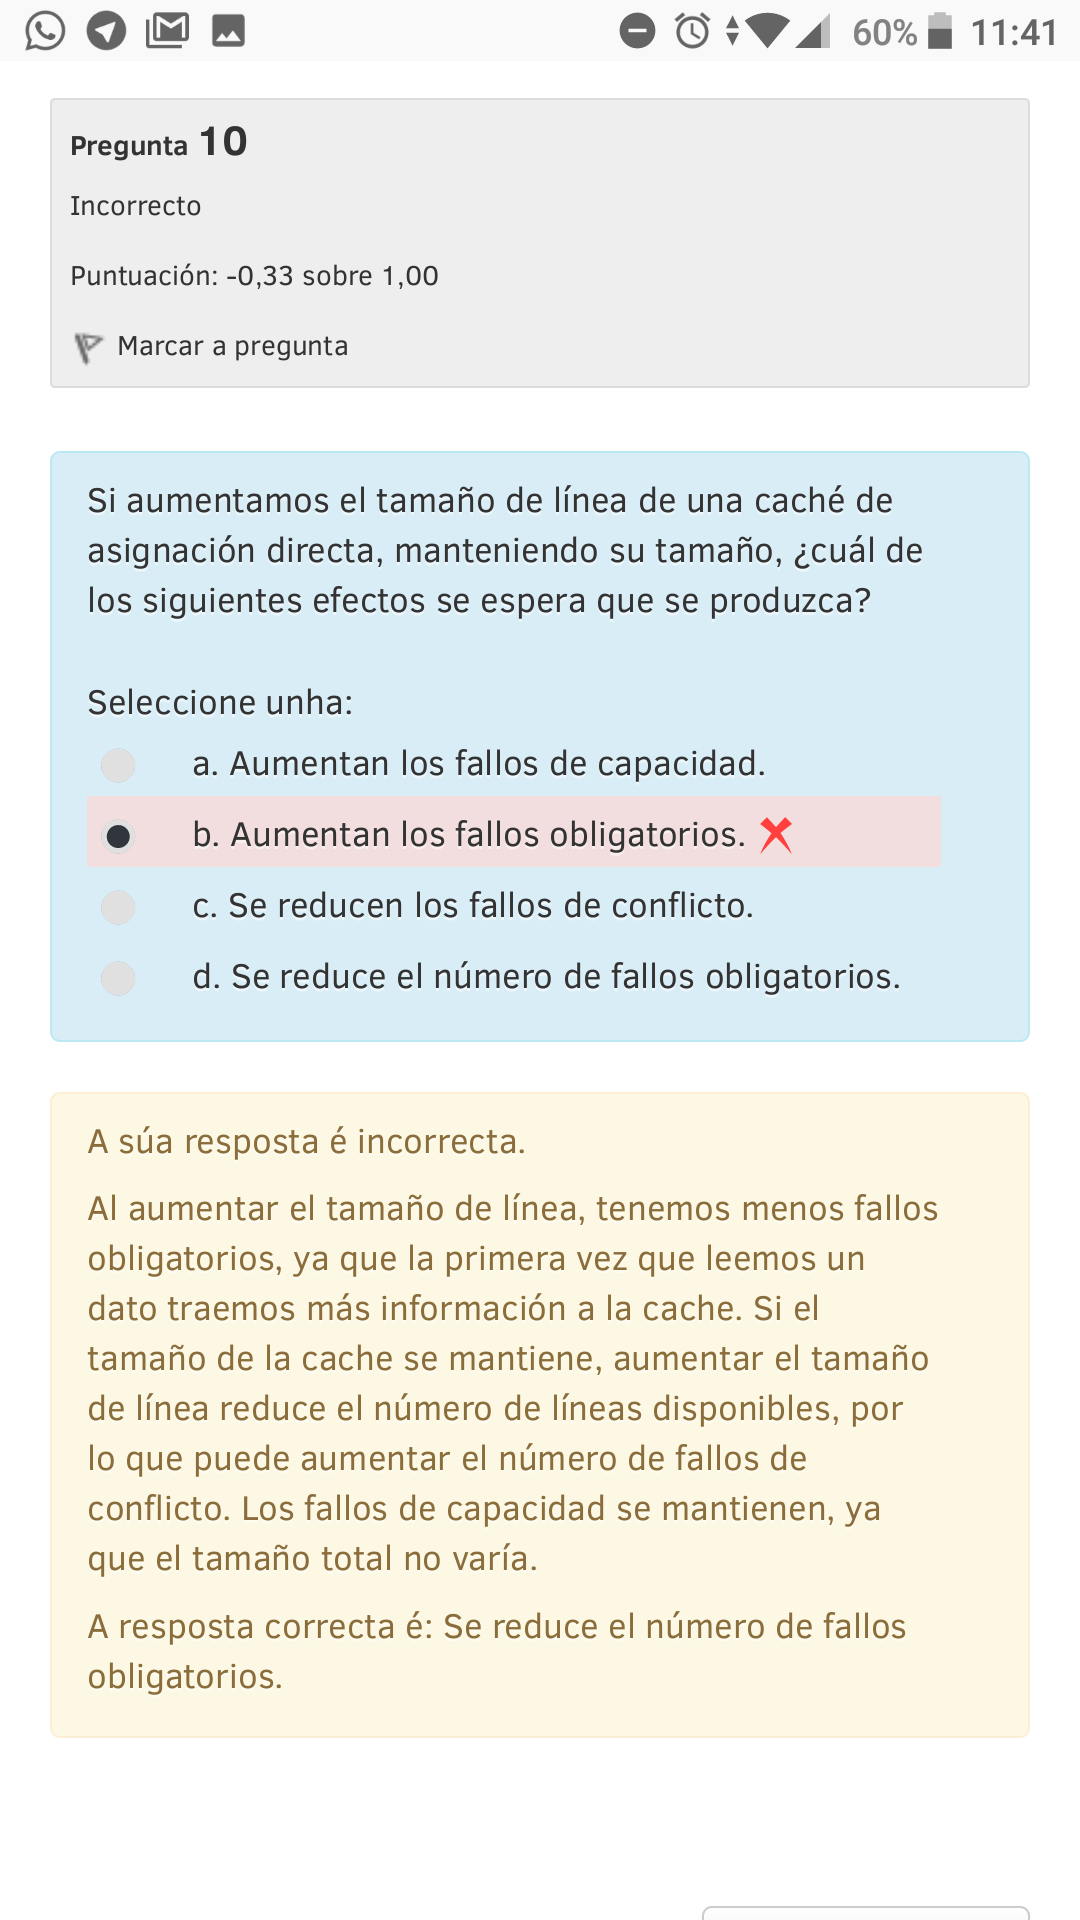 60% 11:41
Pregunta 10
Incorrecto
Puntuación: -0,33 sobre 1,00
Marcar a pregunta
Si aumentamos el tamaño de línea de una caché de
asignación directa, manteniendo su tamaño, ¿cuál de
los siguientes efectos se espera que se produzca?
Seleccione unha:
a. Aumentan los fallos de capacidad.
b. Aumentan los fallos obligatorios.
c. Se reducen los fallos de conflicto.
d. Se reduce el número de fallos obligatorios.
A súa resposta é incorrecta.
Al aumentar el tamaño de línea, tenemos menos fallos
obligatorios, ya que la primera vez que leemos un
dato traemos más información a la cache. Si el
tamaño de la cache se mantiene, aumentar el tamaño
de línea reduce el número de líneas disponibles, por
lo que puede aumentar el número de fallos de
conflicto. Los fallos de capacidad se mantienen, ya
que el tamaño total no varía.
A resposta correcta é: Se reduce el número de fallos
obligatorios.